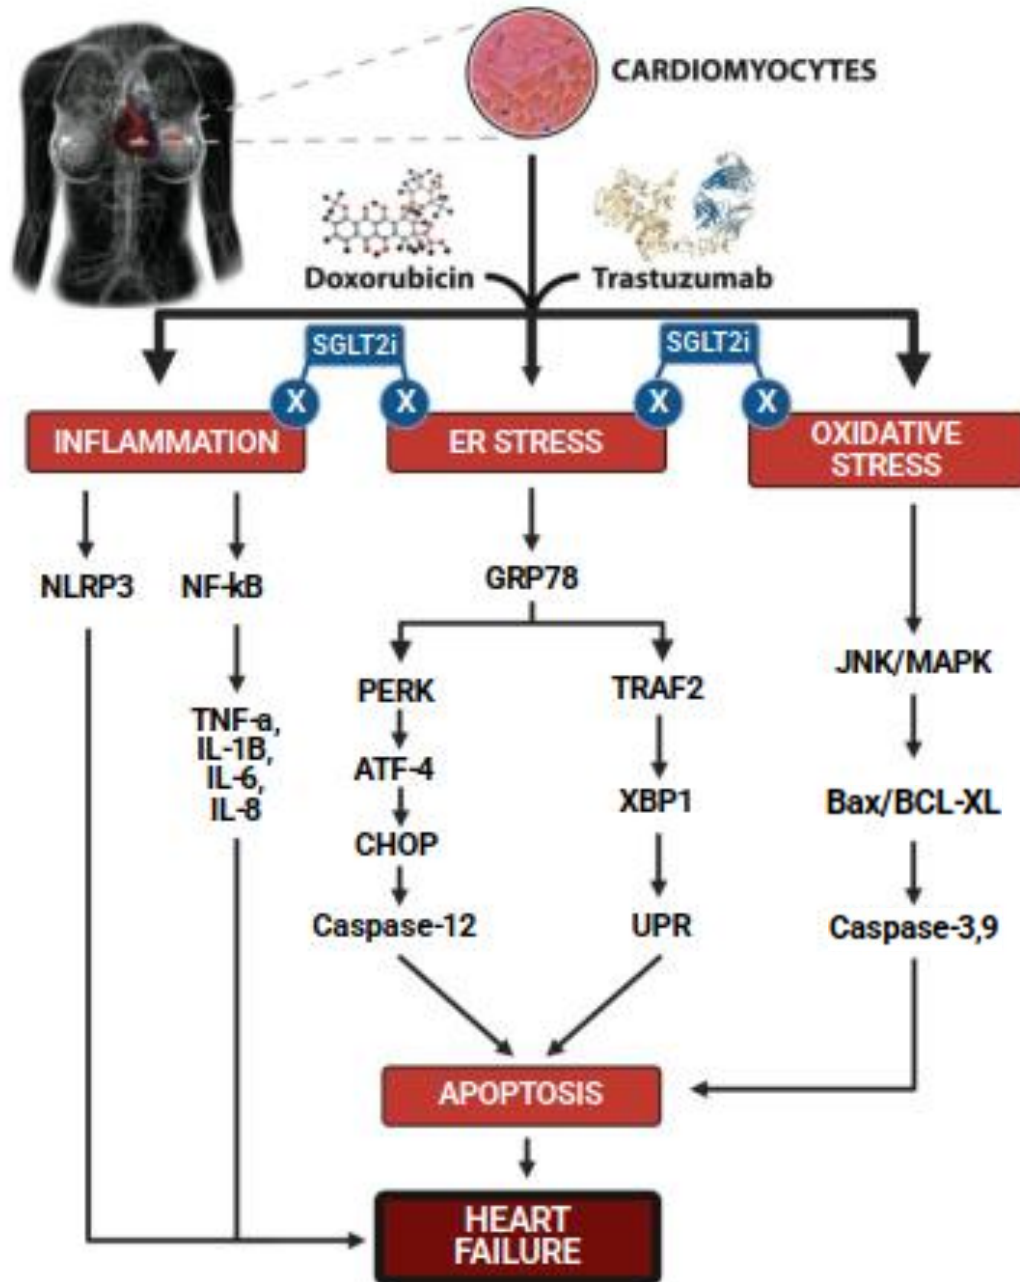 CARDIOMYOCYTES
Doxorubicin
Trastuzumab
SGLT2i
SGLT2i
X
X
X
X
INFLAMMATION
ER STRESS
OXIDATIVE
STRESS
NLRP3
NF-kB
GRP78
JNK/MAPK
PERK
TRAF2
TNF-a,
IL-1B,
IL-6,
IL-8
ATF-4
XBP1
Bax/BCL-XL
CHOP
Caspase-12
UPR
Caspase-3,9
APOPTOSIS
HEART
FAILURE